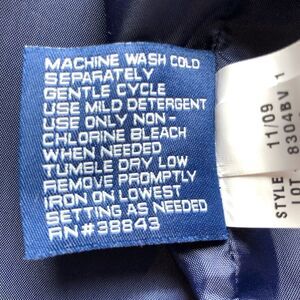 MACHINE WASH COLD
SEPARATELY
GENTLE CYCLE
USE MILD DETERGENT
USE ONLY NON-
CHLORINE BLEACH
WHEN NEEDED
TUMBLE DRY LOW
REMOVE PROMPTLY
IRON ON LOWEST
SETTING AS NEEDED
RN#38843
STYLE 11/09
LOT 8304BV 1